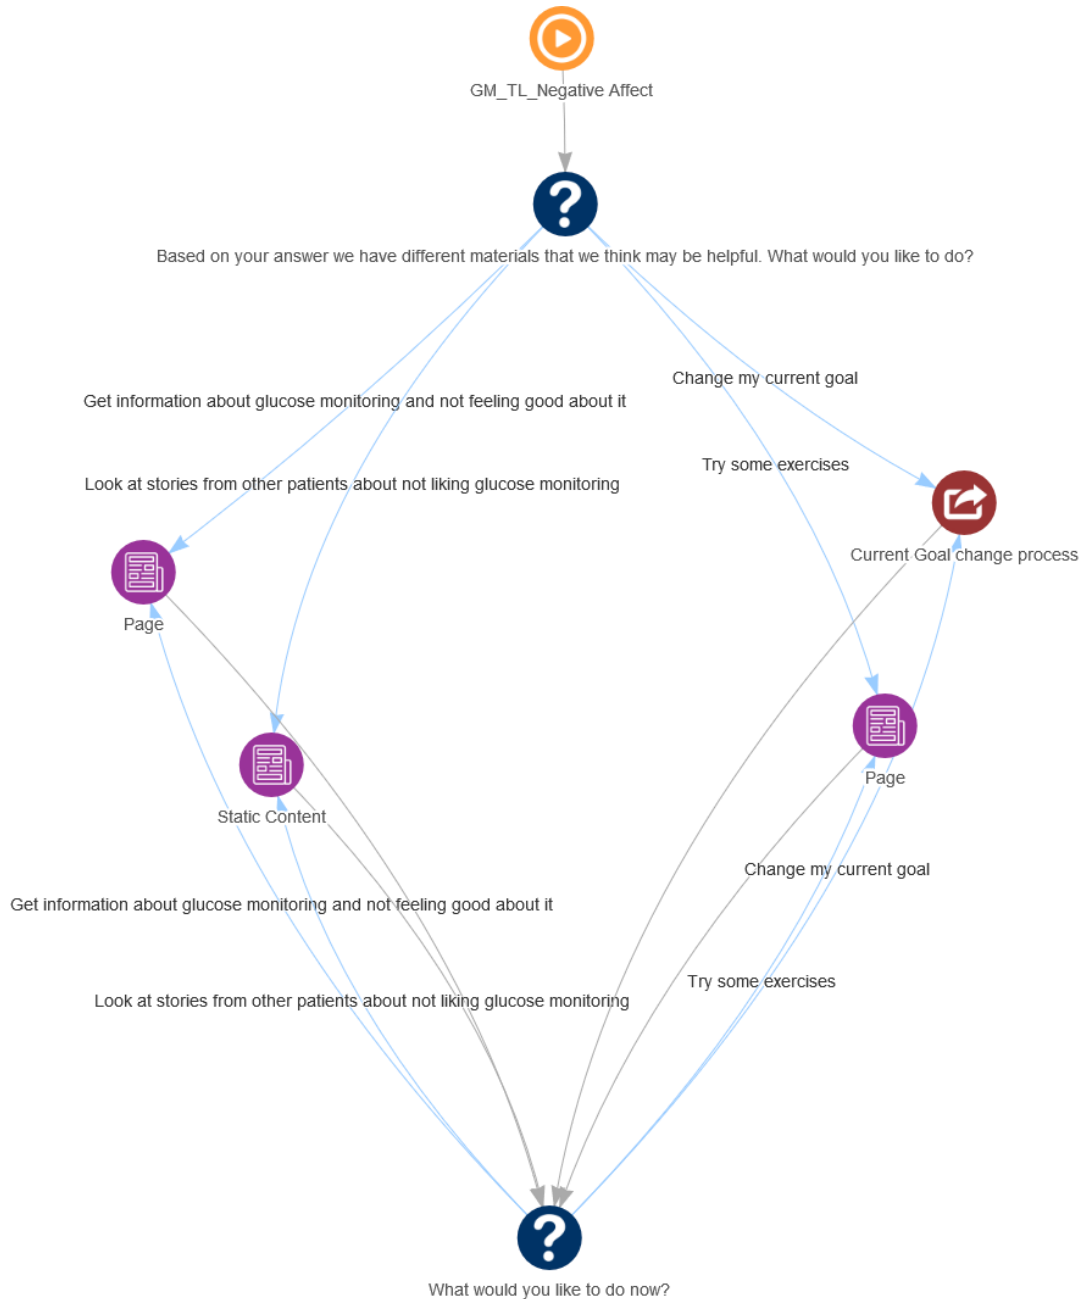 GM_TL_Negative Affect
Based on your answer we have different materials that we think may be helpful. What would you like to do?
Change my current goal
Get information about glucose monitoring and not feeling good about it
Try some exercises
Look at stories from other patients about not liking glucose monitoring
Current Goal change process
Page
Page
Static Content
Change my current goal
Get information about glucose monitoring and not feeling good about it
Try some exercises
Look at stories from other patients about not liking glucose monitoring
What would you like to do now?